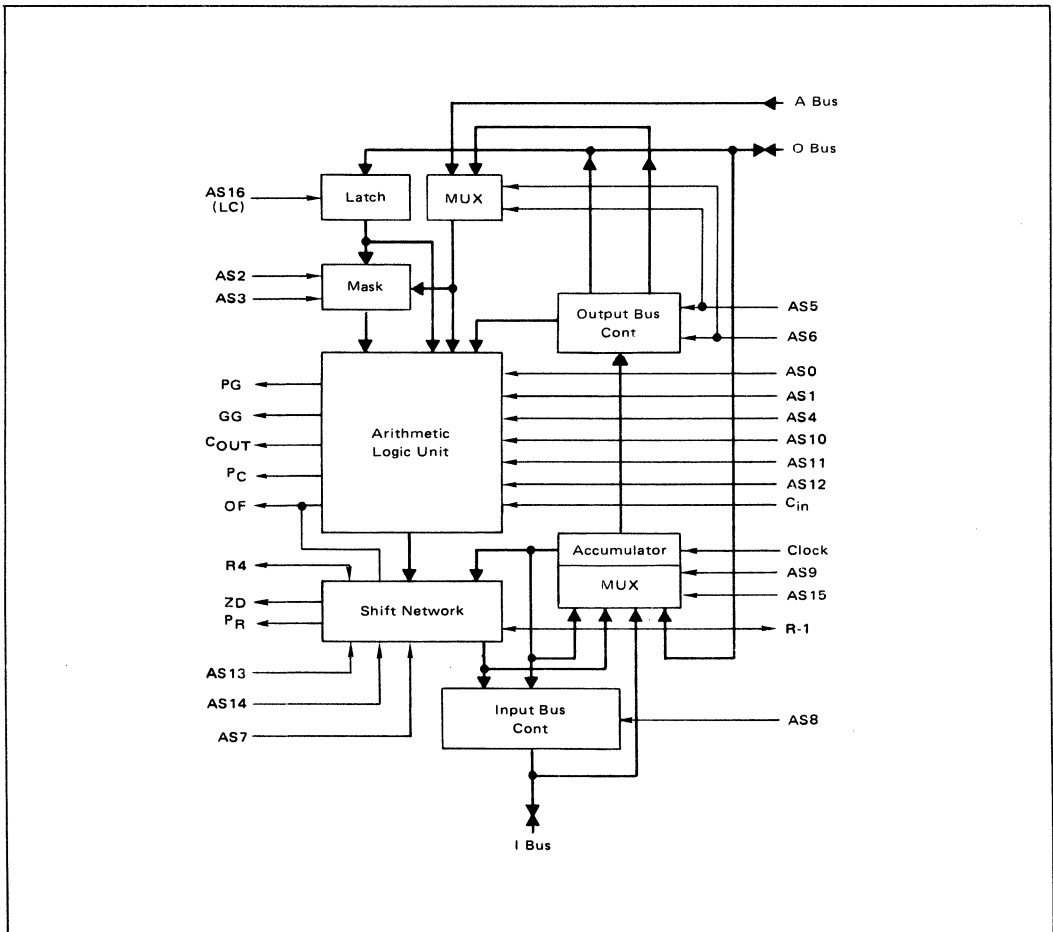 A Bus
O Bus
AS16
(LC)
Latch
MUX
AS2
AS3
Mask
Output Bus
Cont
AS5
AS6
AS0
AS1
AS4
AS10
AS11
AS12
Cin
PG
GG
COUT
PC
OF
Arithmetic
Logic Unit
Accumulator
MUX
Clock
AS9
AS15
R4
ZD
PR
Shift Network
R-1
AS13
AS14
AS7
Input Bus
Cont
AS8
I Bus